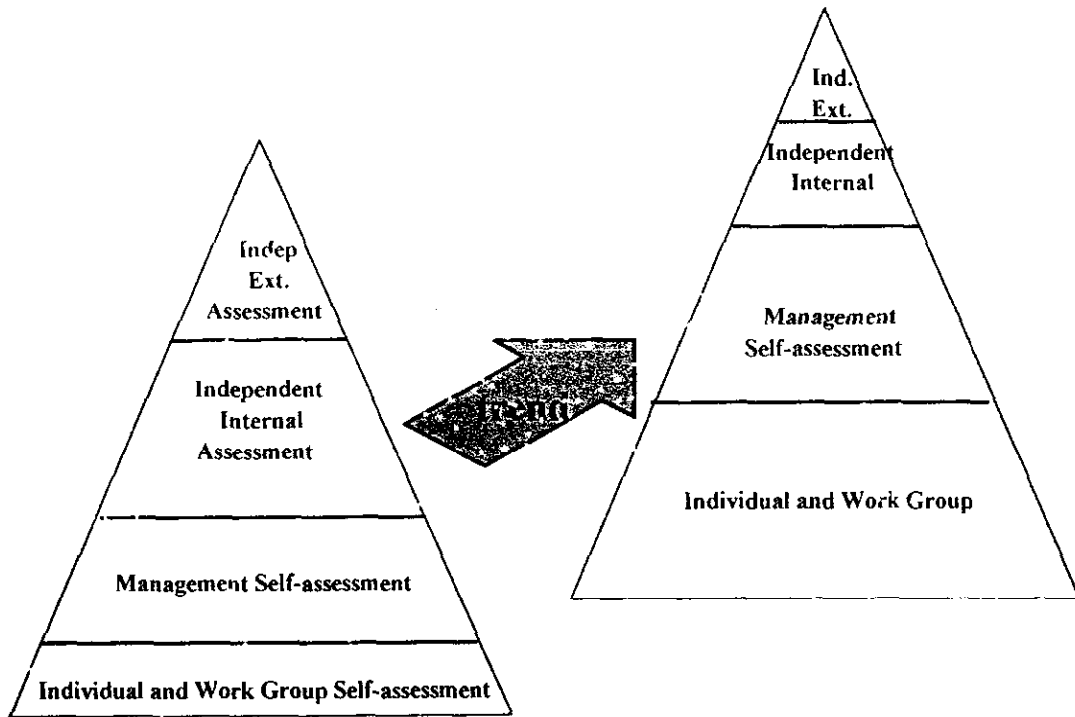 Indep
Ext.
Assessment
Independent
Internal
Assessment
Management Self-assessment
Individual and Work Group Self-assessment
trend
Ind.
Ext.
Independent
Internal
Management
Self-assessment
Individual and Work Group